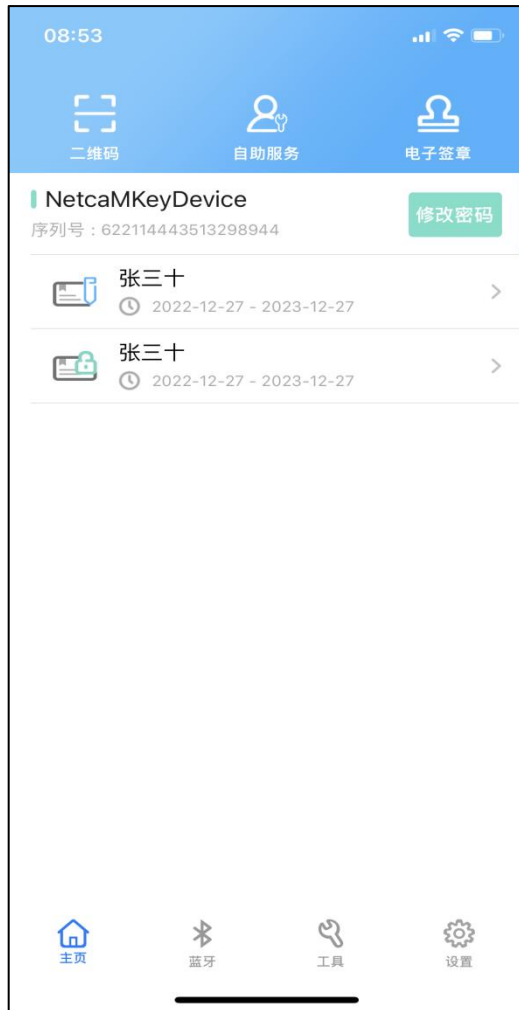 08:53
二维码 自助服务 电子签章
NetcaMKeyDevice
序列号：622114443513298944
修改密码
张三十
2022-12-27 - 2023-12-27
张三十
2022-12-27 - 2023-12-27
主页 蓝牙 工具 设置